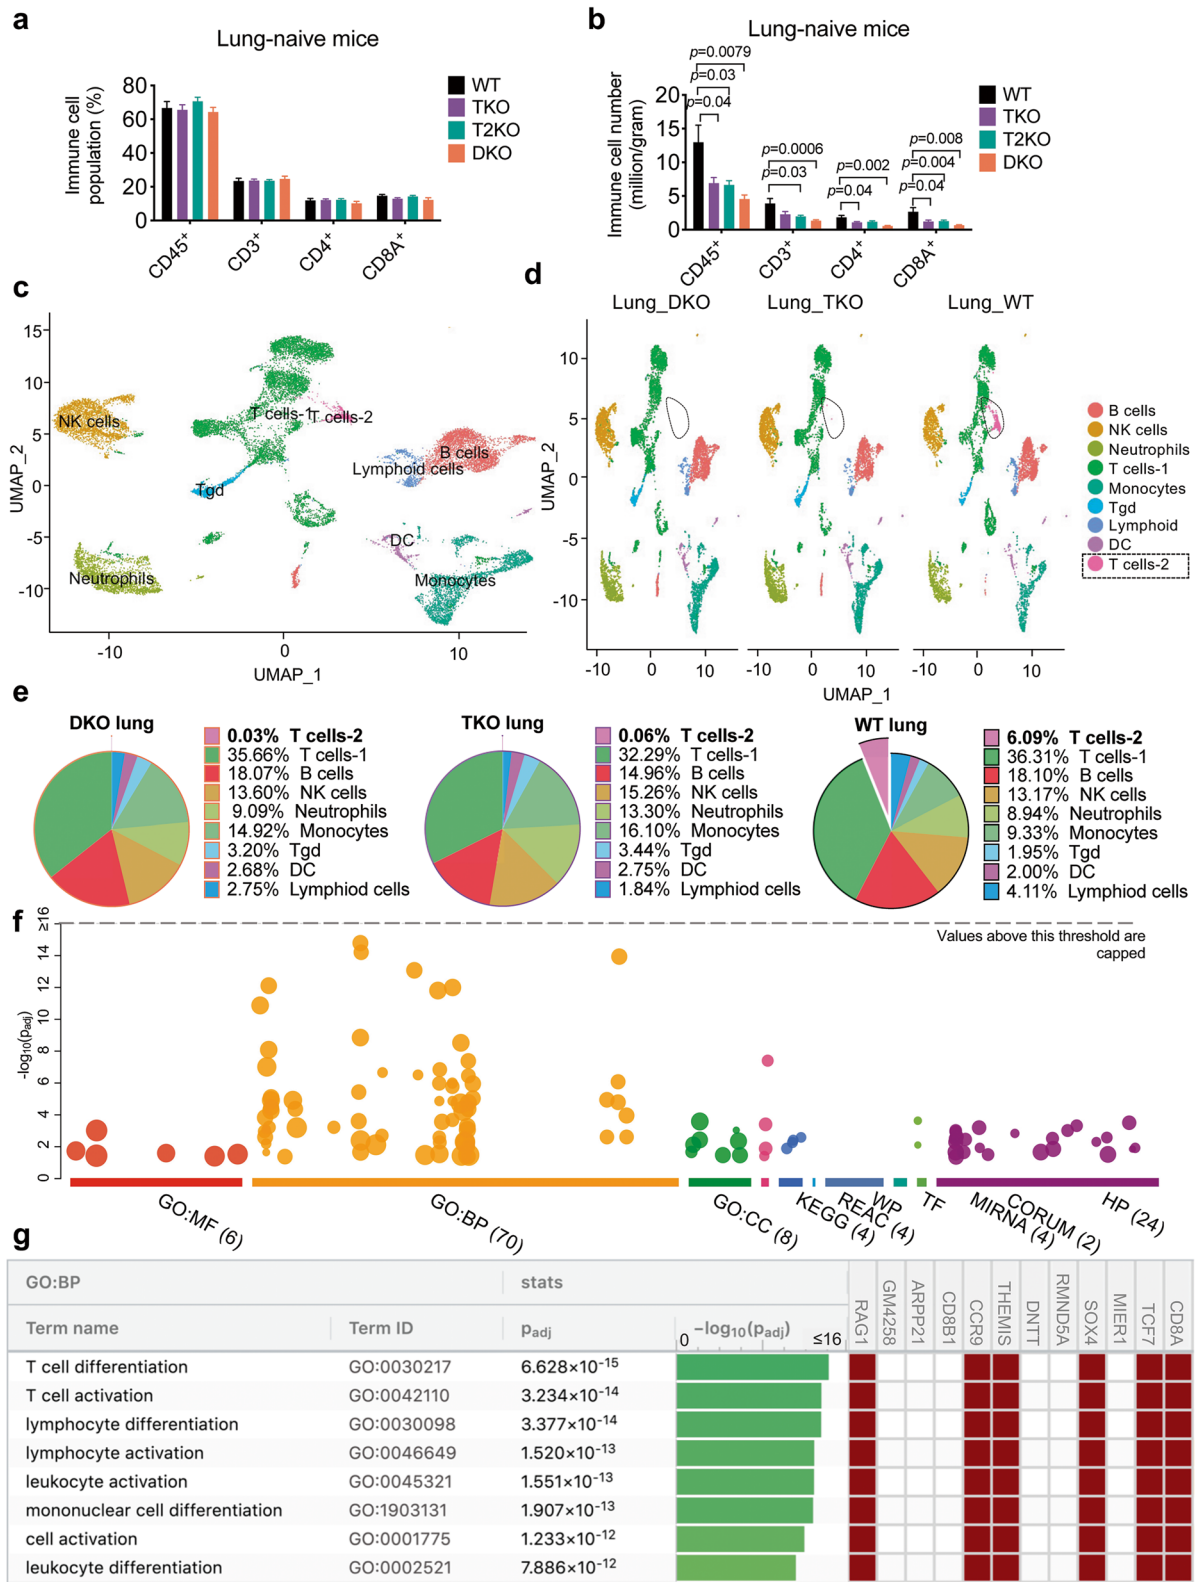 a
Lung-naive mice
Immune cell
population (%)
80
60
40
20
0
CD45+
CD3+
CD4+
CD8A+
WT
TKO
T2KO
DKO
b
Lung-naive mice
Immune cell number
(million/gram)
20
15
10
5
0
p=0.0079
p=0.03
p=0.04
p=0.0006
p=0.03
p=0.002
p=0.04
p=0.008
p=0.004
p=0.04
CD45+
CD3+
CD4+
CD8A+
WT
TKO
T2KO
DKO
c
UMAP_2
15
10
5
0
-5
-10
NK cells
T cells-1
T cells-2
B cells
Lymphoid cells
Tgd
DC
Neutrophils
Monocytes
-10
0
10
UMAP_1
d
Lung_DKO
Lung_TKO
Lung_WT
UMAP_2
10
5
0
-5
-10
-10 0 10
-10 0 10
-10 0 10
UMAP_1
B cells
NK cells
Neutrophils
T cells-1
Monocytes
Tgd
Lymphoid
DC
T cells-2
e
DKO lung
0.03% T cells-2
35.66% T cells-1
18.07% B cells
13.60% NK cells
9.09% Neutrophils
14.92% Monocytes
3.20% Tgd
2.68% DC
2.75% Lymphiod cells
TKO lung
0.06% T cells-2
32.29% T cells-1
14.96% B cells
15.26% NK cells
13.30% Neutrophils
16.10% Monocytes
3.44% Tgd
2.75% DC
1.84% Lymphiod cells
WT lung
6.09% T cells-2
36.31% T cells-1
18.10% B cells
13.17% NK cells
8.94% Neutrophils
9.33% Monocytes
1.95% Tgd
2.00% DC
4.11% Lymphiod cells
f
-log10(padj)
≥16
14
12
10
8
6
4
2
0
Values above this threshold are
capped
GO:MF (6)
GO:BP (70)
GO:CC (8)
KEGG (4)
REAC (4)
WP
TF
MIRNA (4)
CORUM (2)
HP (24)
g
GO:BP
stats
Term name
Term ID
padj
0 −log10(padj) ≤16
RAG1
GM4258
ARPP21
CD8B1
CCR9
THEMIS
DNTT
RMND5A
SOX4
MIER1
TCF7
CD8A
T cell differentiation GO:0030217 6.628×10-15
T cell activation GO:0042110 3.234×10-14
lymphocyte differentiation GO:0030098 3.377×10-14
lymphocyte activation GO:0046649 1.520×10-13
leukocyte activation GO:0045321 1.551×10-13
mononuclear cell differentiation GO:1903131 1.907×10-13
cell activation GO:0001775 1.233×10-12
leukocyte differentiation GO:0002521 7.886×10-12